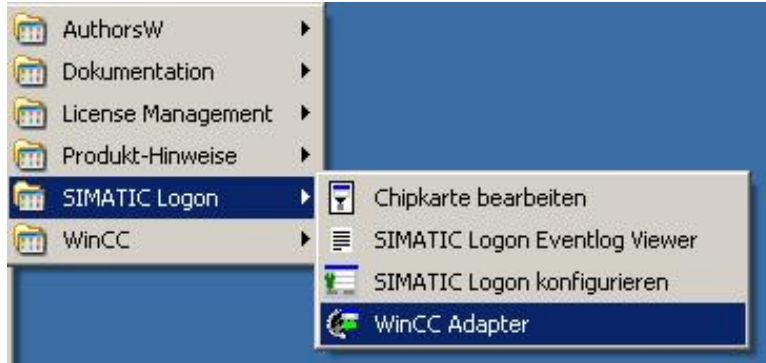 AuthorsW
Dokumentation
License Management
Produkt-Hinweise
SIMATIC Logon
WinCC
Chipkarte bearbeiten
SIMATIC Logon Eventlog Viewer
SIMATIC Logon konfigurieren
WinCC Adapter